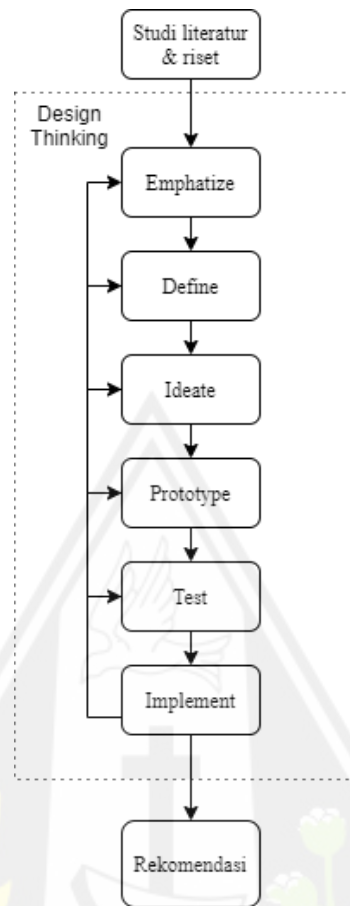 Studi literatur
& riset
Design
Thinking
Emphatize
Define
Ideate
Prototype
Test
Implement
Rekomendasi